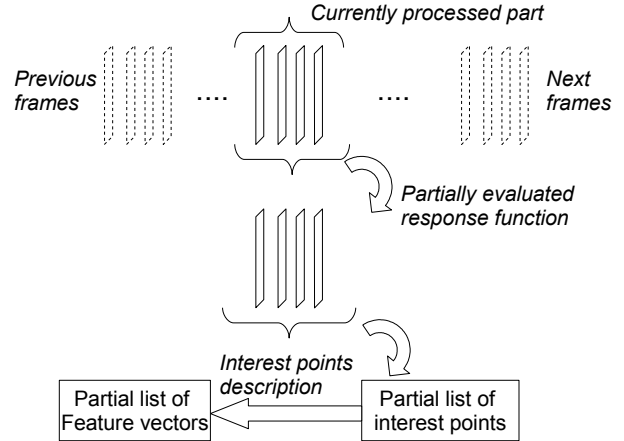 Currently processed part
Previous
frames
....
....
Next
frames
Partially evaluated
response function
Interest points
description
Partial list of
Feature vectors
Partial list of
interest points